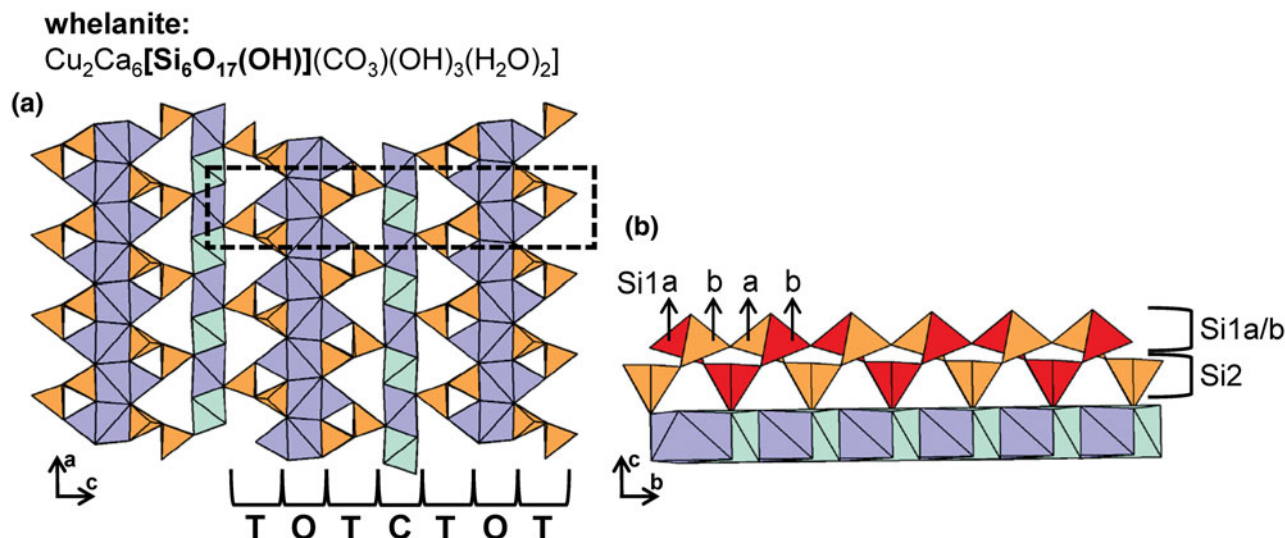 whelanite:
Cu₂Ca₆[Si₆O₁₇(OH)](CO₃)(OH)₃(H₂O)₂]
(a)
a
c
T O T C T O T
(b)
Si1a b a b
Si1a/b
Si2
c
b